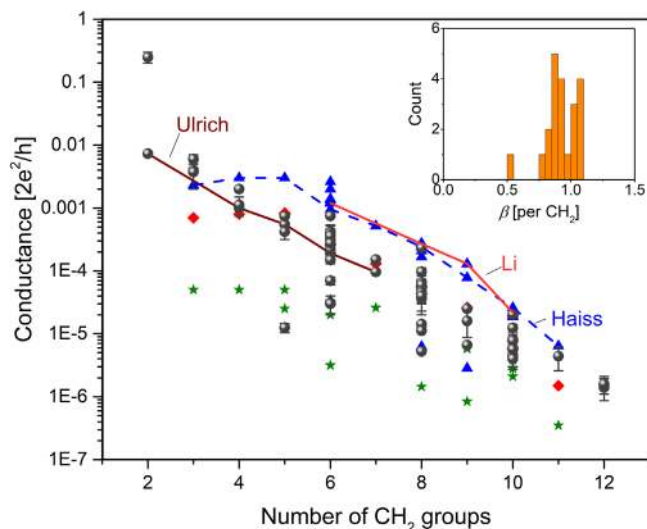 1
0.1
0.01
0.001
1E-4
1E-5
1E-6
1E-7
Conductance [2e²/h]
2 4 6 8 10 12
Number of CH₂ groups
Ulrich
Li
Haiss
6
4
2
0
Count
0.0 0.5 1.0 1.5
β [per CH₂]